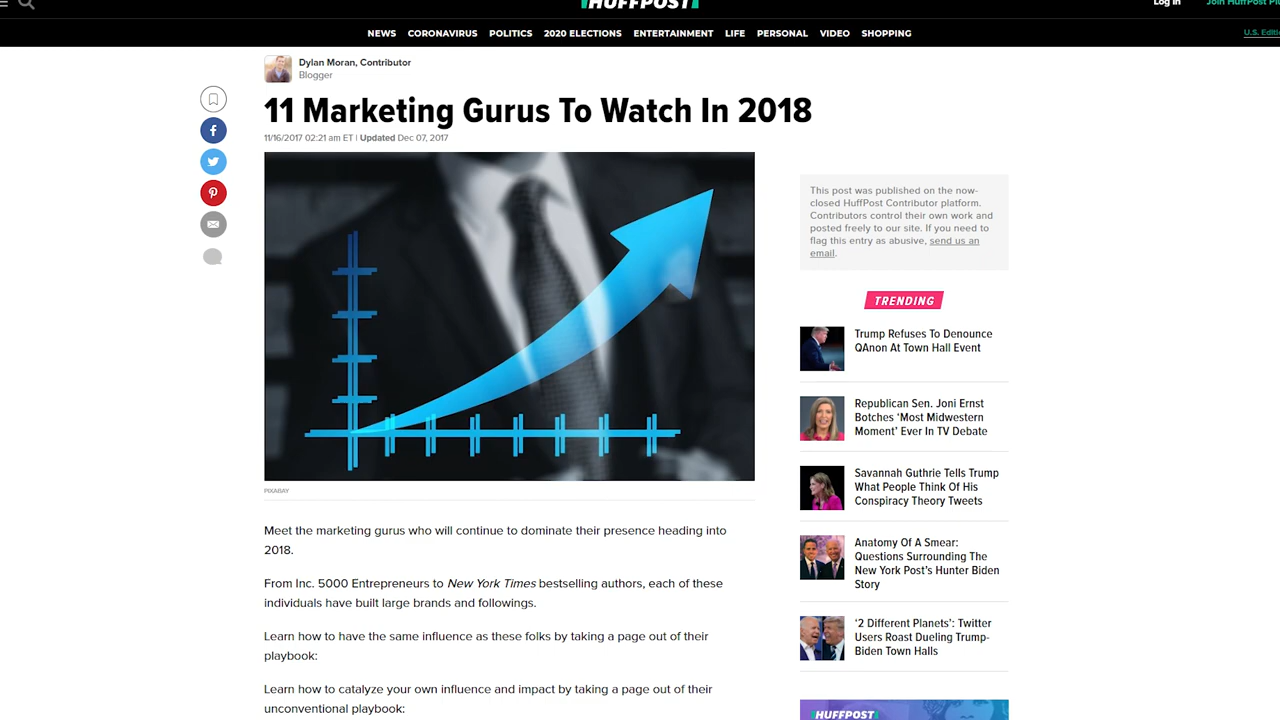 HUFFPOST
Log In
Join HuffPost
NEWS CORONAVIRUS POLITICS 2020 ELECTIONS ENTERTAINMENT LIFE PERSONAL VIDEO SHOPPING
U.S.
Dylan Moran, Contributor
Blogger
11 Marketing Gurus To Watch In 2018
11/16/2017 02:21 am ET | Updated Dec 07, 2017
PIXABAY
Meet the marketing gurus who will continue to dominate their presence heading into
2018.
From Inc. 5000 Entrepreneurs to New York Times bestselling authors, each of these
individuals have built large brands and followings.
Learn how to have the same influence as these folks by taking a page out of their
playbook:
Learn how to catalyze your own influence and impact by taking a page out of their
unconventional playbook:
This post was published on the now-
closed HuffPost Contributor platform.
Contributors control their own work and
posted freely to our site. If you need to
flag this entry as abusive, send us an
email.
TRENDING
Trump Refuses To Denounce
QAnon At Town Hall Event
Republican Sen. Joni Ernst
Botches ‘Most Midwestern
Moment’ Ever In TV Debate
Savannah Guthrie Tells Trump
What People Think Of His
Conspiracy Theory Tweets
Anatomy Of A Smear:
Questions Surrounding The
New York Post’s Hunter Biden
Story
‘2 Different Planets’: Twitter
Users Roast Dueling Trump-
Biden Town Halls
HUFFPOST